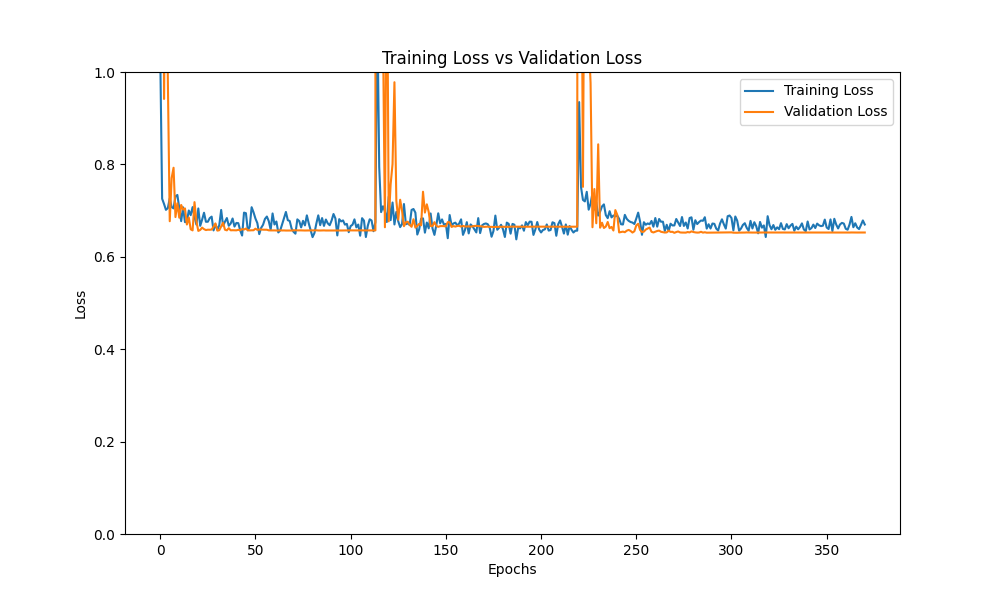 Training Loss vs Validation Loss
1.0
Training Loss
Validation Loss
0.8
0.6
Loss
0.4
0.2
0.0
0 50 100 150 200 250 300 350
Epochs